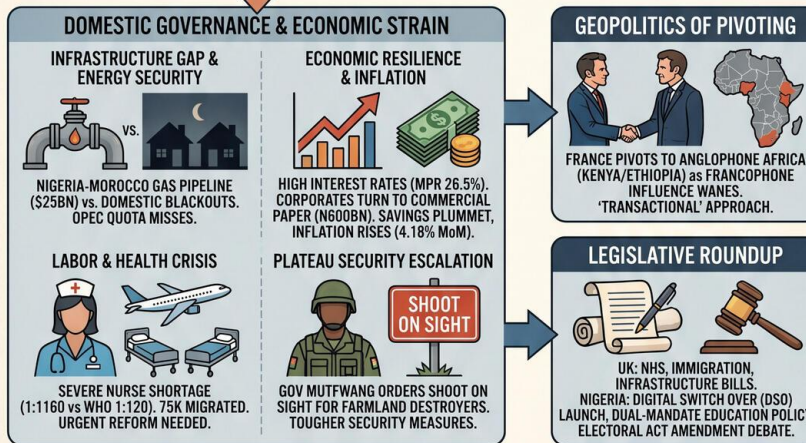 DOMESTIC GOVERNANCE & ECONOMIC STRAIN
INFRASTRUCTURE GAP &
ENERGY SECURITY
VS.
NIGERIA-MOROCCO GAS PIPELINE
($25BN) vs. DOMESTIC BLACKOUTS.
OPEC QUOTA MISSES.
ECONOMIC RESILIENCE
& INFLATION
HIGH INTEREST RATES (MPR 26.5%).
CORPORATES TURN TO COMMERCIAL
PAPER (N600BN). SAVINGS PLUMMET,
INFLATION RISES (4.18% MoM).
LABOR & HEALTH CRISIS
SEVERE NURSE SHORTAGE
(1:1160 vs WHO 1:120). 75K MIGRATED.
URGENT REFORM NEEDED.
PLATEAU SECURITY ESCALATION
SHOOT
ON SIGHT
GOV MUTFWANG ORDERS SHOOT ON
SIGHT FOR FARMLAND DESTROYERS.
TOUGHER SECURITY MEASURES.
GEOPOLITICS OF PIVOTING
FRANCE PIVOTS TO ANGLOPHONE AFRICA
(KENYA/ETHIOPIA) as FRANCOPHONE
INFLUENCE WANES.
'TRANSACTIONAL' APPROACH.
LEGISLATIVE ROUNDUP
UK: NHS, IMMIGRATION,
INFRASTRUCTURE BILLS.
NIGERIA: DIGITAL SWITCH OVER (DSO)
LAUNCH, DUAL-MANDATE EDUCATION POLIC
ELECTORAL ACT AMENDMENT DEBATE.